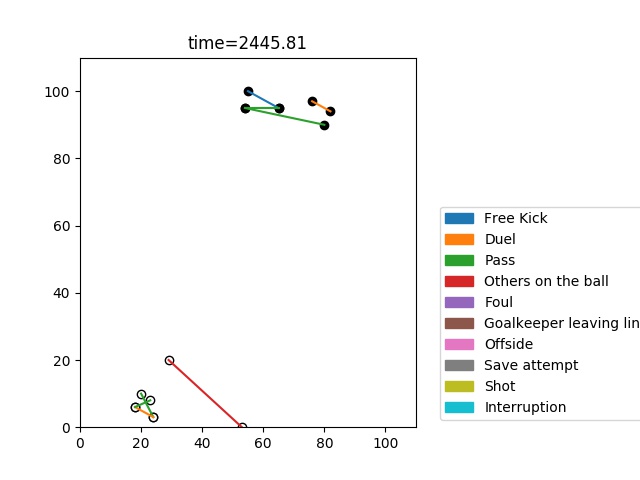 time=2445.81
100
80
60
40
20
0
0 20 40 60 80 100
Free Kick
Duel
Pass
Others on the ball
Foul
Goalkeeper leaving lin
Offside
Save attempt
Shot
Interruption